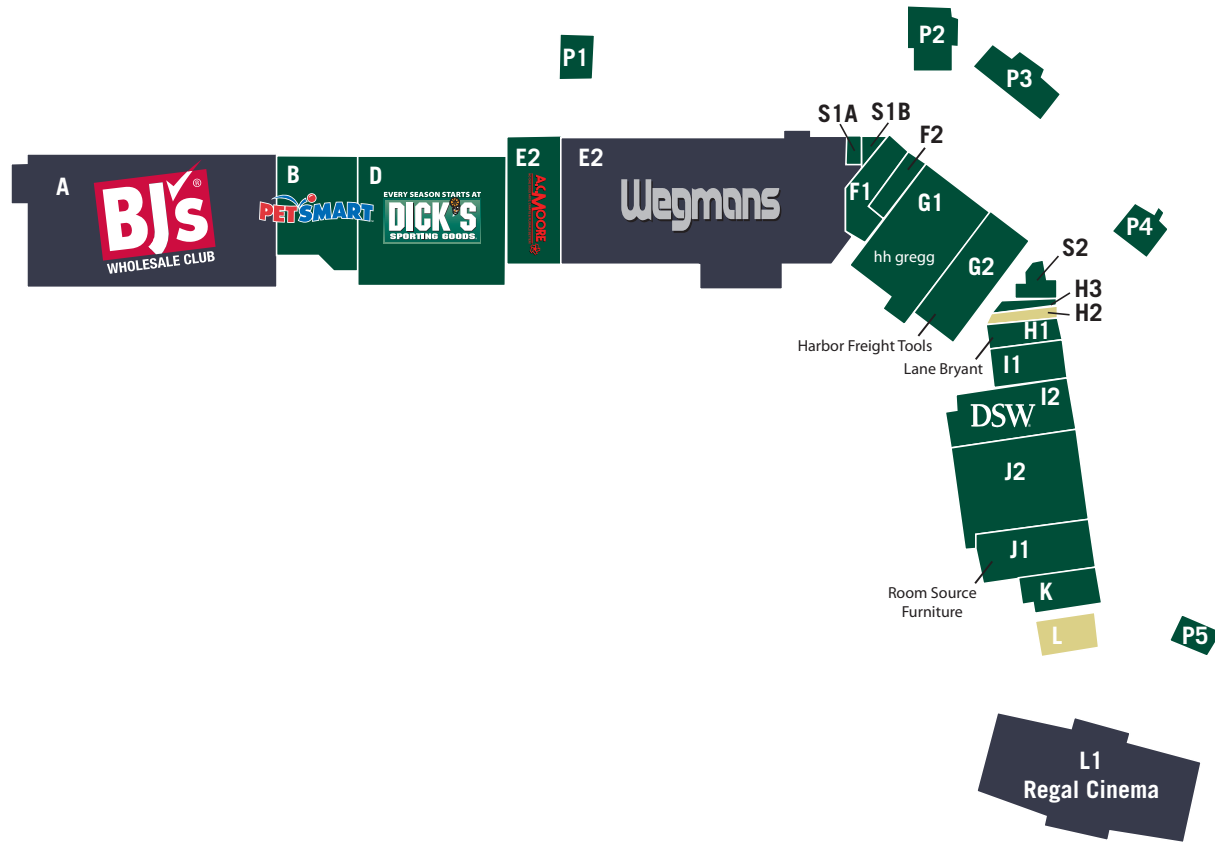 P1
P2
P3
S1A
S1B
F2
A
BJ's®
WHOLESALE CLUB
B
PETSMART
D
EVERY SEASON STARTS AT
DICK'S
SPORTING GOODS
E2
A.C.MOORE
E2
Wegmans
F1
G1
hh gregg
G2
Harbor Freight Tools
P4
S2
H3
H2
H1
Lane Bryant
I1
I2
DSW
J2
J1
Room Source
Furniture
K
L
P5
L1
Regal Cinema